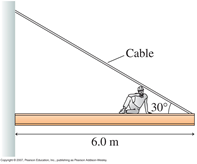 Cable
30°
6.0 m
Copyright © 2007, Pearson Education, Inc., publishing as Pearson Addison-Wesley.